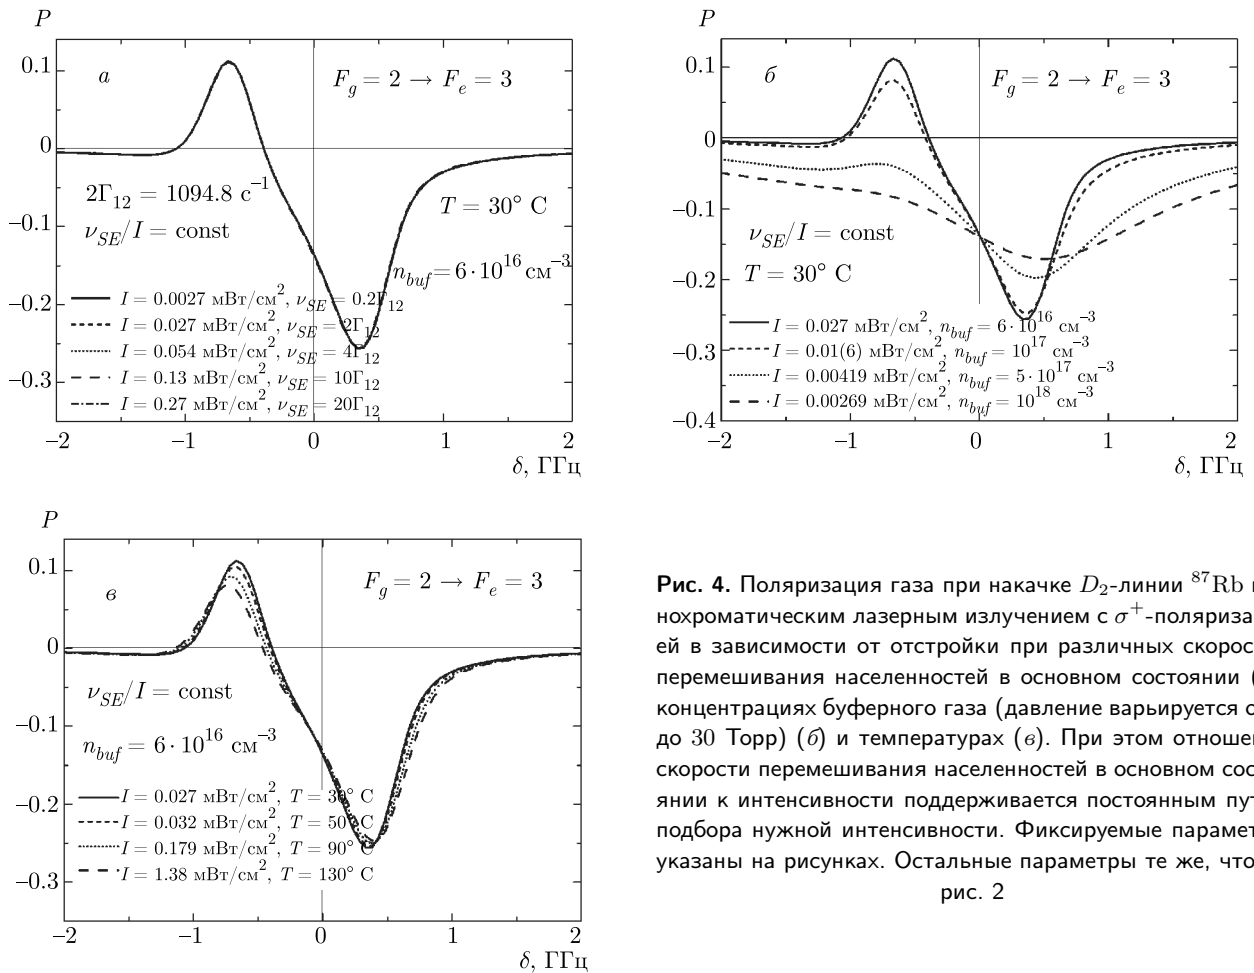 P
0.1
0
−0.1
−0.2
−0.3
−2
−1
0
1
2
δ, ГГц
а
F_g = 2 → F_e = 3
2Γ_12 = 1094.8 с^−1
T = 30° C
ν_SE/I = const
n_buf = 6·10^16 см^−3
I = 0.0027 мВт/см^2, ν_SE = 0.2Γ_12
I = 0.027 мВт/см^2, ν_SE = 2Γ_12
I = 0.054 мВт/см^2, ν_SE = 4Γ_12
I = 0.13 мВт/см^2, ν_SE = 10Γ_12
I = 0.27 мВт/см^2, ν_SE = 20Γ_12
P
0.1
0
−0.1
−0.2
−0.3
−0.4
−2
−1
0
1
2
δ, ГГц
б
F_g = 2 → F_e = 3
ν_SE/I = const
T = 30° C
I = 0.027 мВт/см^2, n_buf = 6·10^16 см^−3
I = 0.01(6) мВт/см^2, n_buf = 10^17 см^−3
I = 0.00419 мВт/см^2, n_buf = 5·10^17 см^−3
I = 0.00269 мВт/см^2, n_buf = 10^18 см^−3
P
0.1
0
−0.1
−0.2
−0.3
−2
−1
0
1
2
δ, ГГц
в
F_g = 2 → F_e = 3
ν_SE/I = const
n_buf = 6·10^16 см^−3
I = 0.027 мВт/см^2, T = 30° C
I = 0.032 мВт/см^2, T = 50° C
I = 0.179 мВт/см^2, T = 90° C
I = 1.38 мВт/см^2, T = 130° C
Рис. 4. Поляризация газа при накачке D_2-линии ^87Rb
нохроматическим лазерным излучением с σ^+-поляриза
ей в зависимости от отстройки при различных скорос
перемешивания населенностей в основном состоянии (
концентрациях буферного газа (давление варьируется о
до 30 Торр) (б) и температурах (в). При этом отношен
скорости перемешивания населенностей в основном сос
янии к интенсивности поддерживается постоянным пут
подбора нужной интенсивности. Фиксируемые парамет
указаны на рисунках. Остальные параметры те же, что
рис. 2